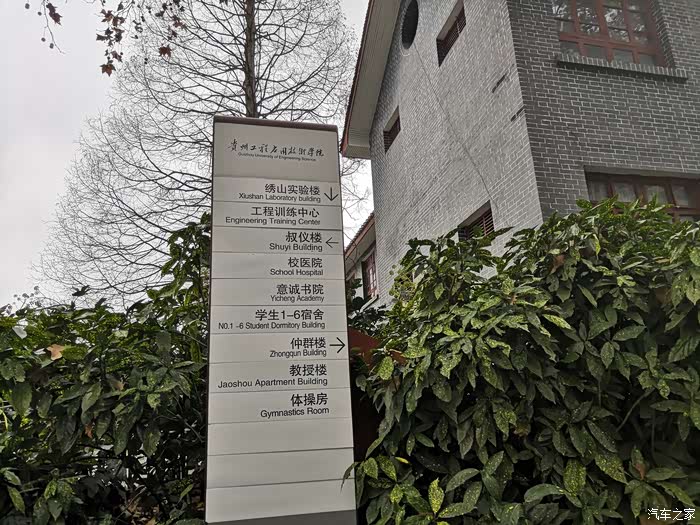 贵州工程应用技术学院
Guizhou University of Engineering Science
绣山实验楼
Xiushan Laboratory building
↓
工程训练中心
Engineering Training Center
叔仪楼
Shuyi Building
←
校医院
School Hospital
意诚书院
Yicheng Academy
学生1-6宿舍
N0.1 -6 Student Dormitory Building
仲群楼
Zhongqun Building
→
教授楼
Jiaoshou Apartment Building
体操房
Gymnastics Room
汽车之家